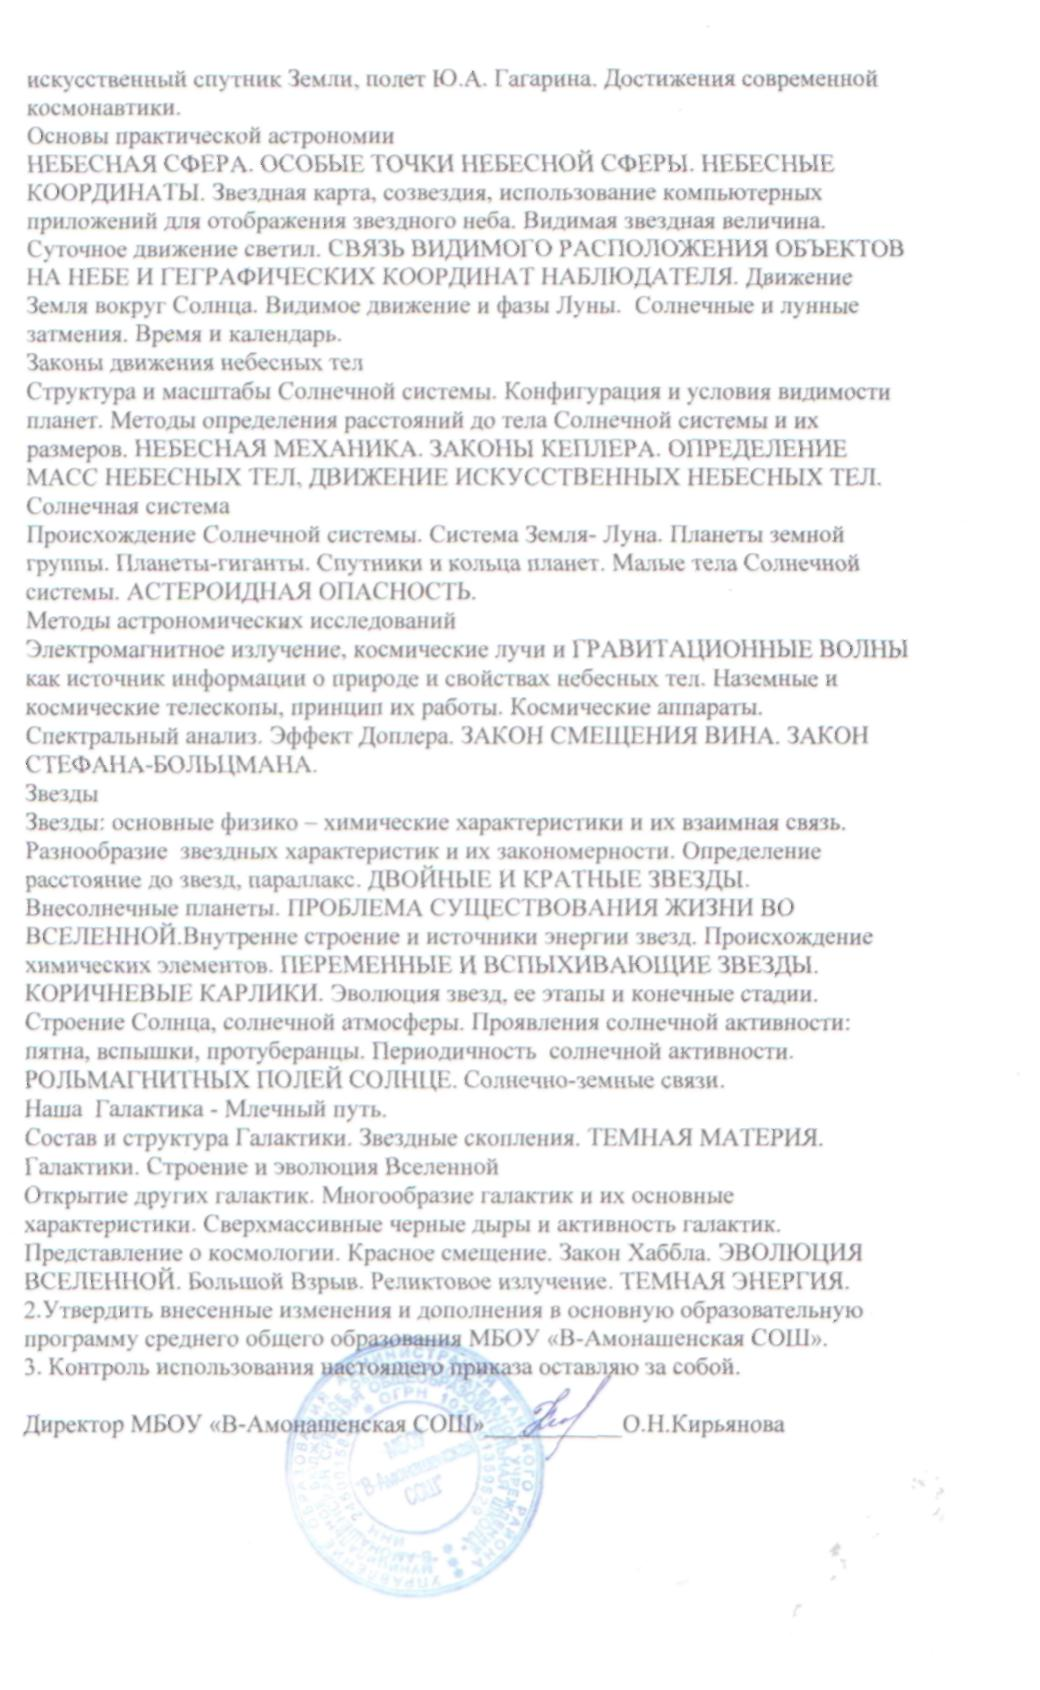 искусственный спутник Земли, полет Ю.А. Гагарина. Достижения современной
космонавтики.
Основы практической астрономии
НЕБЕСНАЯ СФЕРА. ОСОБЫЕ ТОЧКИ НЕБЕСНОЙ СФЕРЫ. НЕБЕСНЫЕ
КООРДИНАТЫ. Звездная карта, созвездия, использование компьютерных
приложений для отображения звездного неба. Видимая звездная величина.
Суточное движение светил. СВЯЗЬ ВИДИМОГО РАСПОЛОЖЕНИЯ ОБЪЕКТОВ
НА НЕБЕ И ГЕГРАФИЧЕСКИХ КООРДИНАТ НАБЛЮДАТЕЛЯ. Движение
Земля вокруг Солнца. Видимое движение и фазы Луны.  Солнечные и лунные
затмения. Время и календарь.
Законы движения небесных тел
Структура и масштабы Солнечной системы. Конфигурация и условия видимости
планет. Методы определения расстояний до тела Солнечной системы и их
размеров. НЕБЕСНАЯ МЕХАНИКА. ЗАКОНЫ КЕПЛЕРА. ОПРЕДЕЛЕНИЕ
МАСС НЕБЕСНЫХ ТЕЛ, ДВИЖЕНИЕ ИСКУССТВЕННЫХ НЕБЕСНЫХ ТЕЛ.
Солнечная система
Происхождение Солнечной системы. Система Земля- Луна. Планеты земной
группы. Планеты-гиганты. Спутники и кольца планет. Малые тела Солнечной
системы. АСТЕРОИДНАЯ ОПАСНОСТЬ.
Методы астрономических исследований
Электромагнитное излучение, космические лучи и ГРАВИТАЦИОННЫЕ ВОЛНЫ
как источник информации о природе и свойствах небесных тел. Наземные и
космические телескопы, принцип их работы. Космические аппараты.
Спектральный анализ. Эффект Доплера. ЗАКОН СМЕЩЕНИЯ ВИНА. ЗАКОН
СТЕФАНА-БОЛЬЦМАНА.
Звезды
Звезды: основные физико – химические характеристики и их взаимная связь.
Разнообразие  звездных характеристик и их закономерности. Определение
расстояние до звезд, параллакс. ДВОЙНЫЕ И КРАТНЫЕ ЗВЕЗДЫ.
Внесолнечные планеты. ПРОБЛЕМА СУЩЕСТВОВАНИЯ ЖИЗНИ ВО
ВСЕЛЕННОЙ.Внутренне строение и источники энергии звезд. Происхождение
химических элементов. ПЕРЕМЕННЫЕ И ВСПЫХИВАЮЩИЕ ЗВЕЗДЫ.
КОРИЧНЕВЫЕ КАРЛИКИ. Эволюция звезд, ее этапы и конечные стадии.
Строение Солнца, солнечной атмосферы. Проявления солнечной активности:
пятна, вспышки, протуберанцы. Периодичность  солнечной активности.
РОЛЬМАГНИТНЫХ ПОЛЕЙ СОЛНЦЕ. Солнечно-земные связи.
Наша  Галактика - Млечный путь.
Состав и структура Галактики. Звездные скопления. ТЕМНАЯ МАТЕРИЯ.
Галактики. Строение и эволюция Вселенной
Открытие других галактик. Многообразие галактик и их основные
характеристики. Сверхмассивные черные дыры и активность галактик.
Представление о космологии. Красное смещение. Закон Хаббла. ЭВОЛЮЦИЯ
ВСЕЛЕННОЙ. Большой Взрыв. Реликтовое излучение. ТЕМНАЯ ЭНЕРГИЯ.
2.Утвердить внесенные изменения и дополнения в основную образовательную
программу среднего общего образования МБОУ «В-Амонашенская СОШ».
3. Контроль использования настоящего приказа оставляю за собой.
Директор МБОУ «В-Амонашенская СОШ»____________О.Н.Кирьянова
МБОУ
"В-Амонашенская
СОШ"